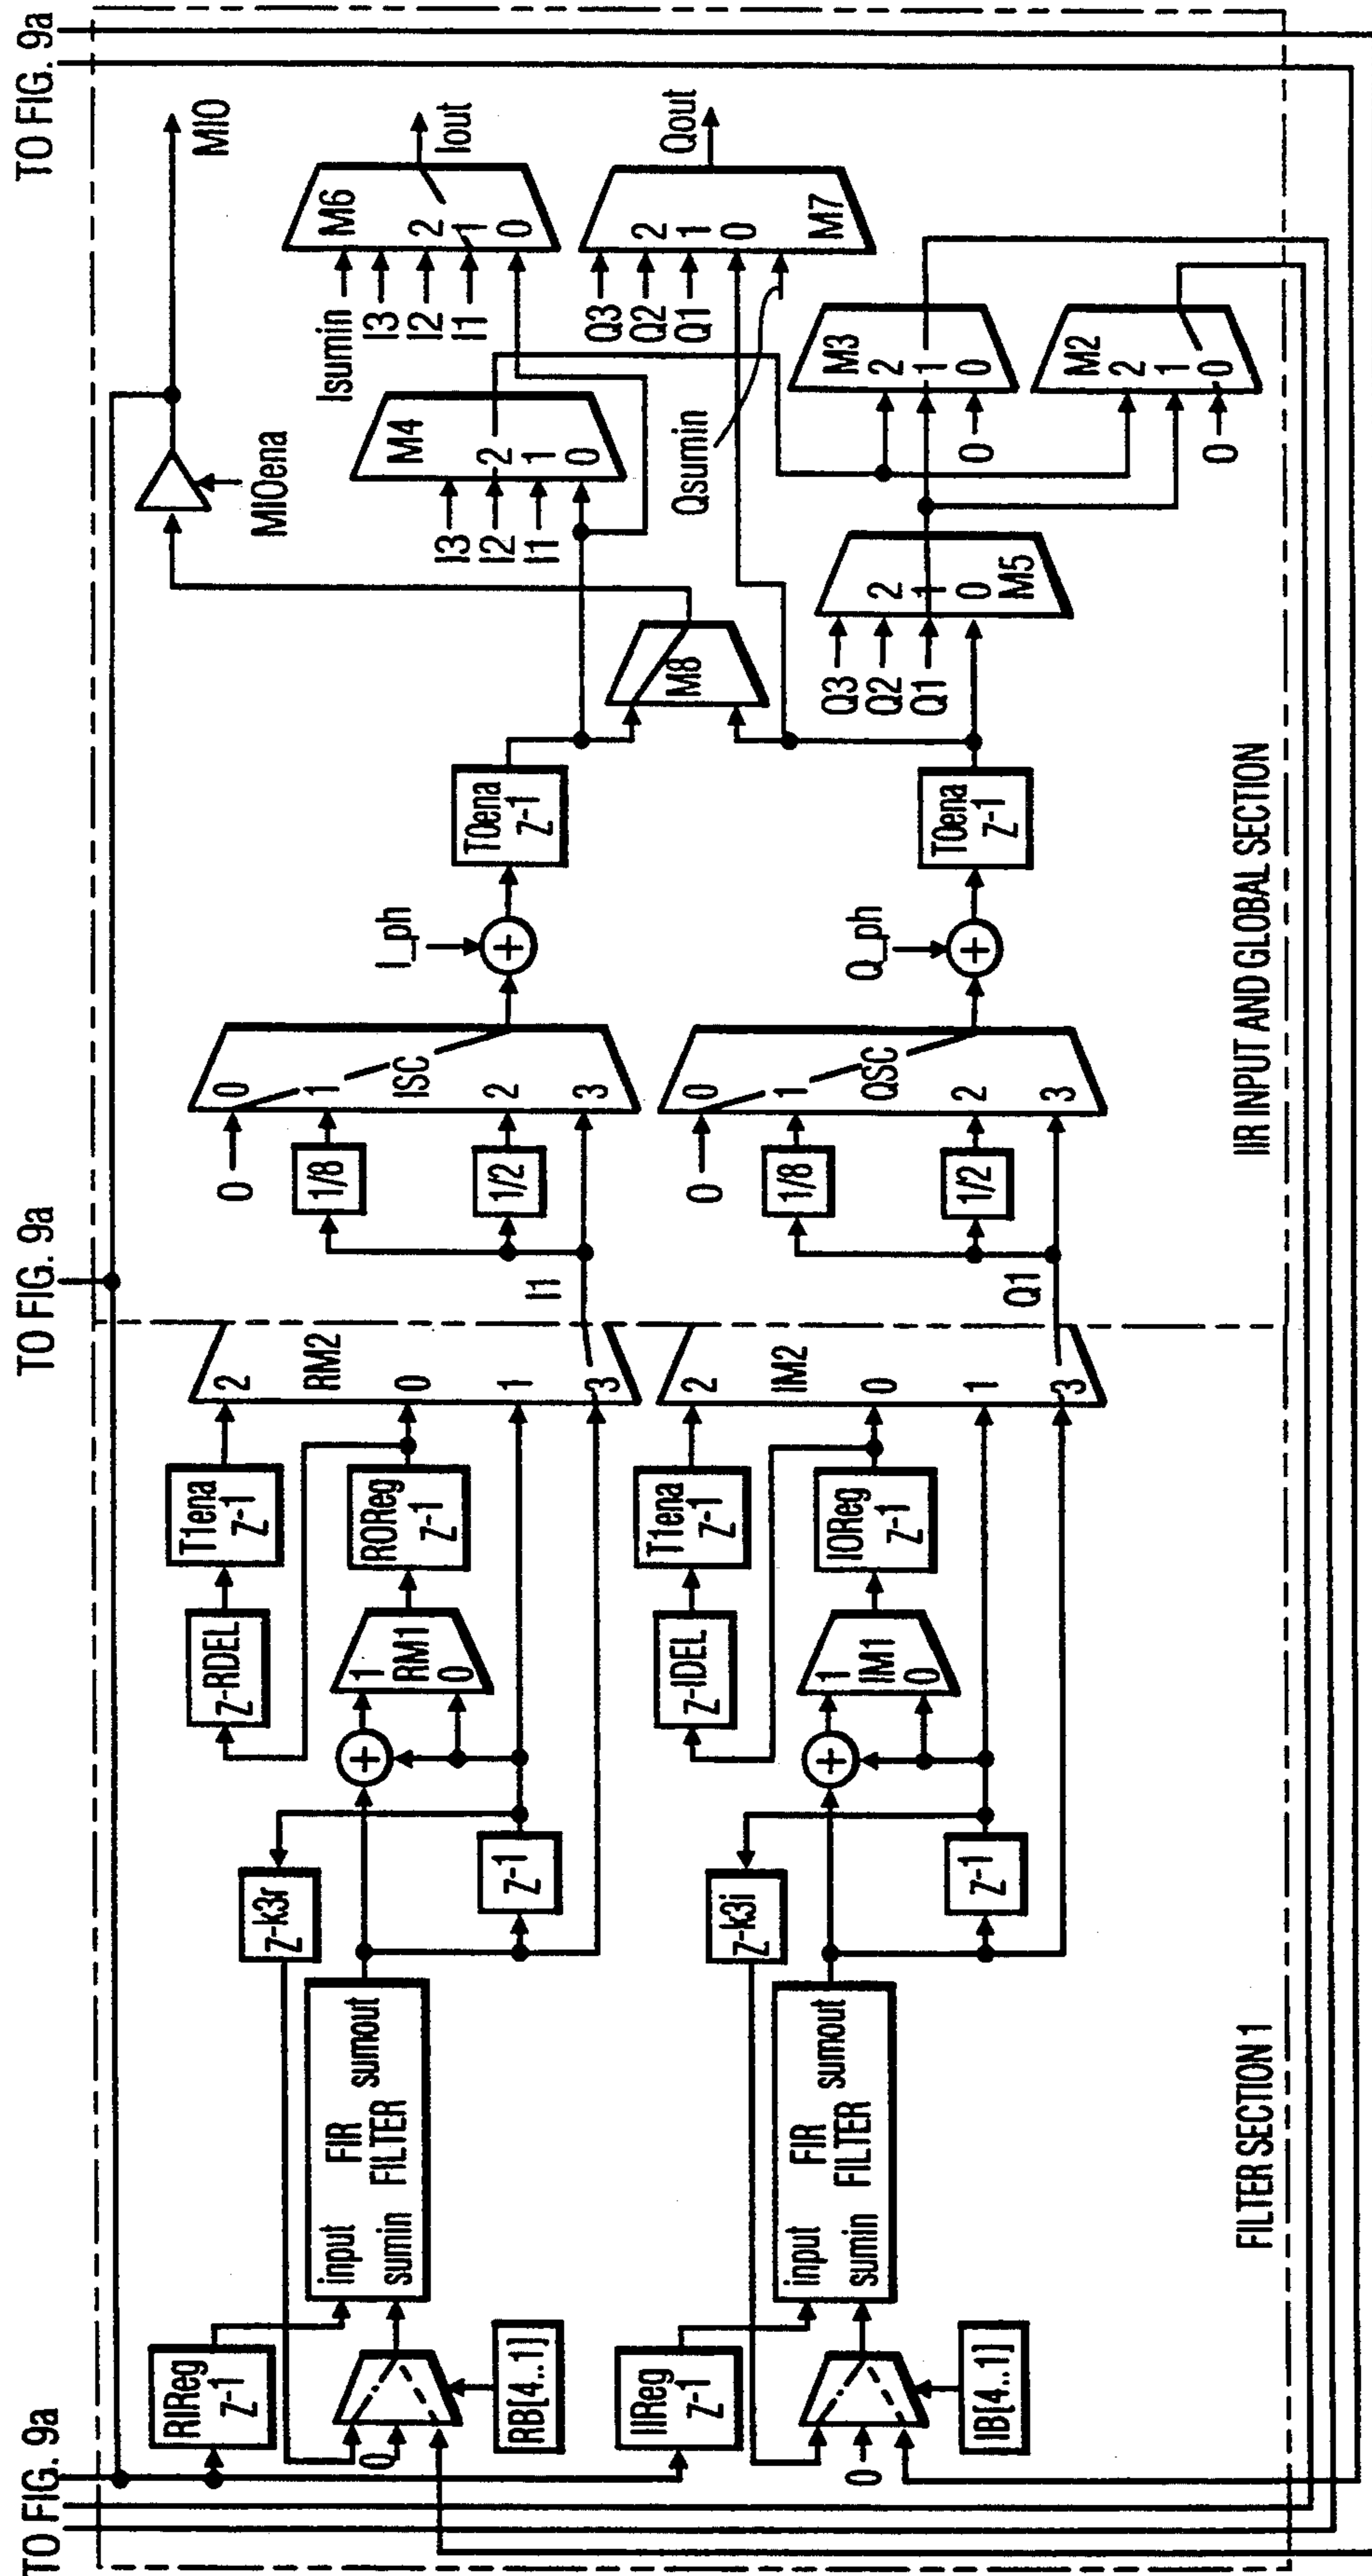 TO FIG. 9a
TO FIG. 9a
TO FIG. 9a
RIReg
z-1
0
RB[4..1]
input
sumin
FIR
FILTER
sumout
z-k3r
z-1
+
1
RM1
0
z-RDEL
T1ena
z-1
ROReg
z-1
2
RM2
0
1
3
IIReg
z-1
0
IB[4..1]
input
sumin
FIR
FILTER
sumout
z-k3i
z-1
+
1
IM1
0
z-IDEL
T1ena
z-1
IOReg
z-1
2
IM2
0
1
3
FILTER SECTION 1
I1
0
1/8
1/2
0
1
ISC
2
3
I_ph
+
T0ena
z-1
Q1
0
1/8
1/2
0
1
QSC
2
3
Q_ph
+
T0ena
z-1
M8
MIOena
MIO
I3
I2
I1
M4
2
1
0
Isumin
I3
I2
I1
M6
2
1
0
Iout
Q3
Q2
Q1
2
1
0
M7
Qout
Qsumin
Q3
Q2
Q1
2
1
0
M5
M3
2
1
0
0
M2
2
1
0
0
IIR INPUT AND GLOBAL SECTION